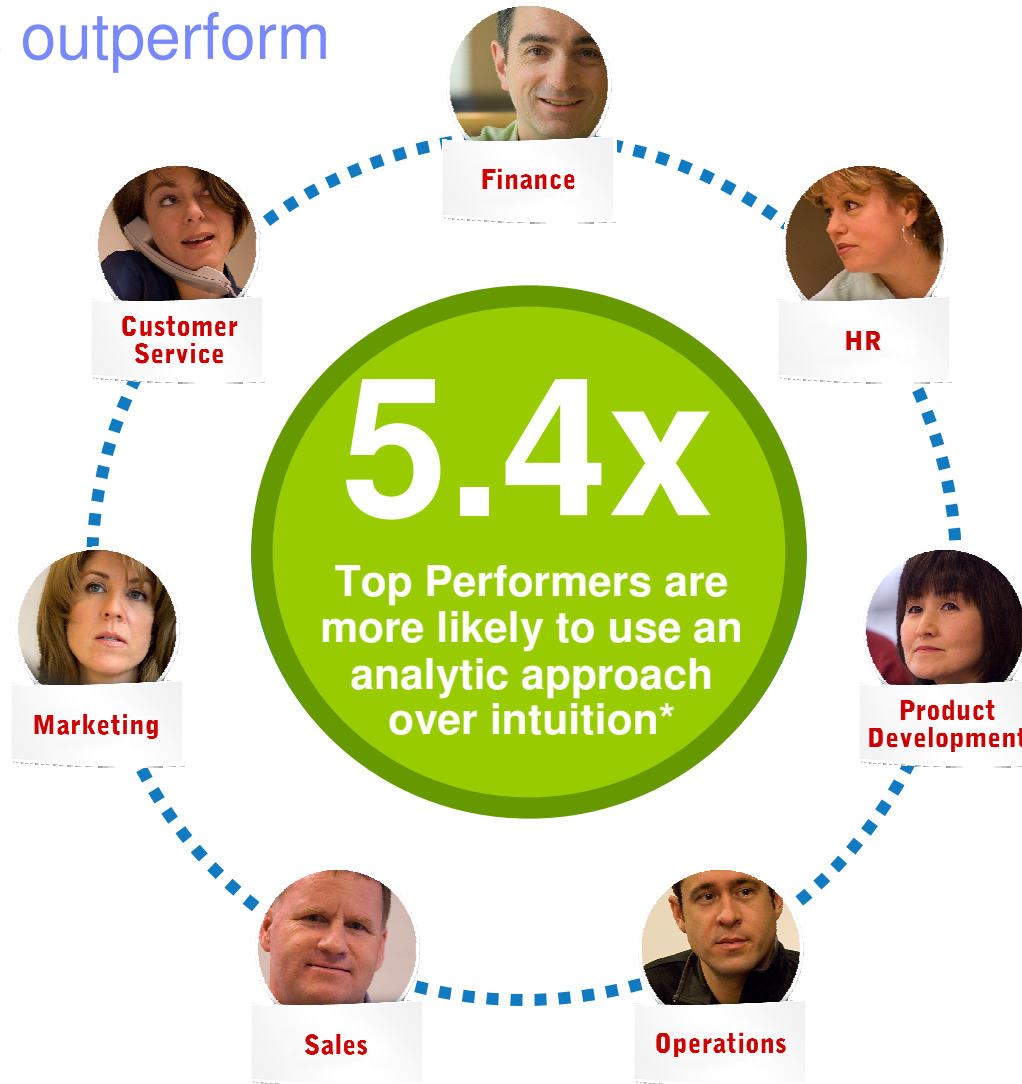 outperform
Finance
Customer
Service
HR
5.4x
Top Performers are
more likely to use an
analytic approach
over intuition*
Marketing
Product
Development
Sales
Operations